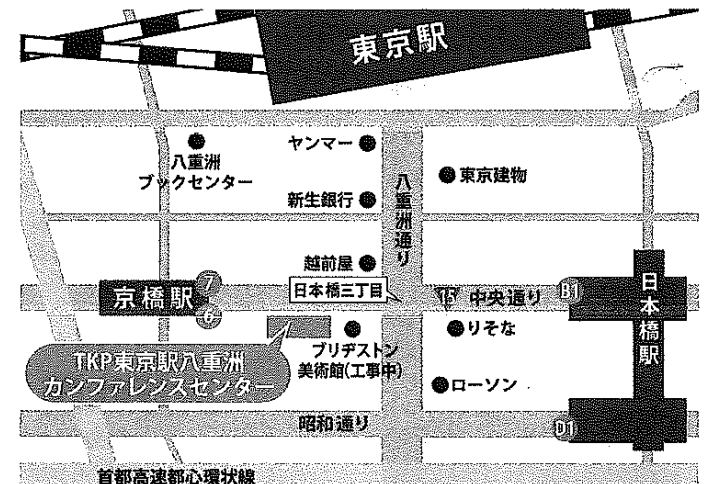 東京駅
ヤンマー
八重洲
ブックセンター
八重洲通り
東京建物
新生銀行
越前屋
日本橋三丁目
京橋駅
7
6
15
中央通り
B1
日本橋駅
TKP東京駅八重洲
カンファレンスセンター
ブリヂストン
美術館(工事中)
りそな
ローソン
昭和通り
D1
首都高速都心環状線